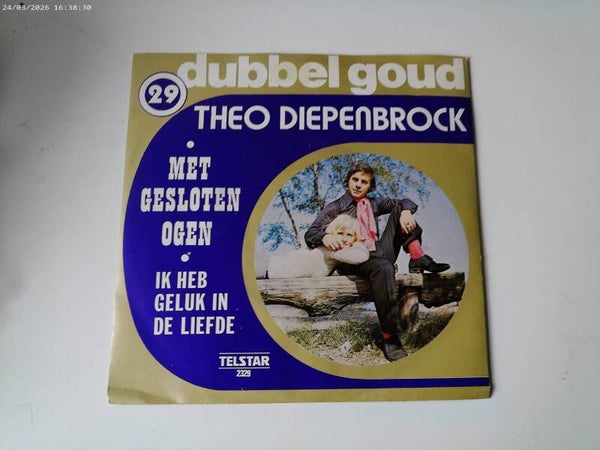 24/03/2026 16:38:30
dubbel goud
29
THEO DIEPENBROCK
MET
GESLOTEN
OGEN
IK HEB
GELUK IN
DE LIEFDE
TELSTAR
2329